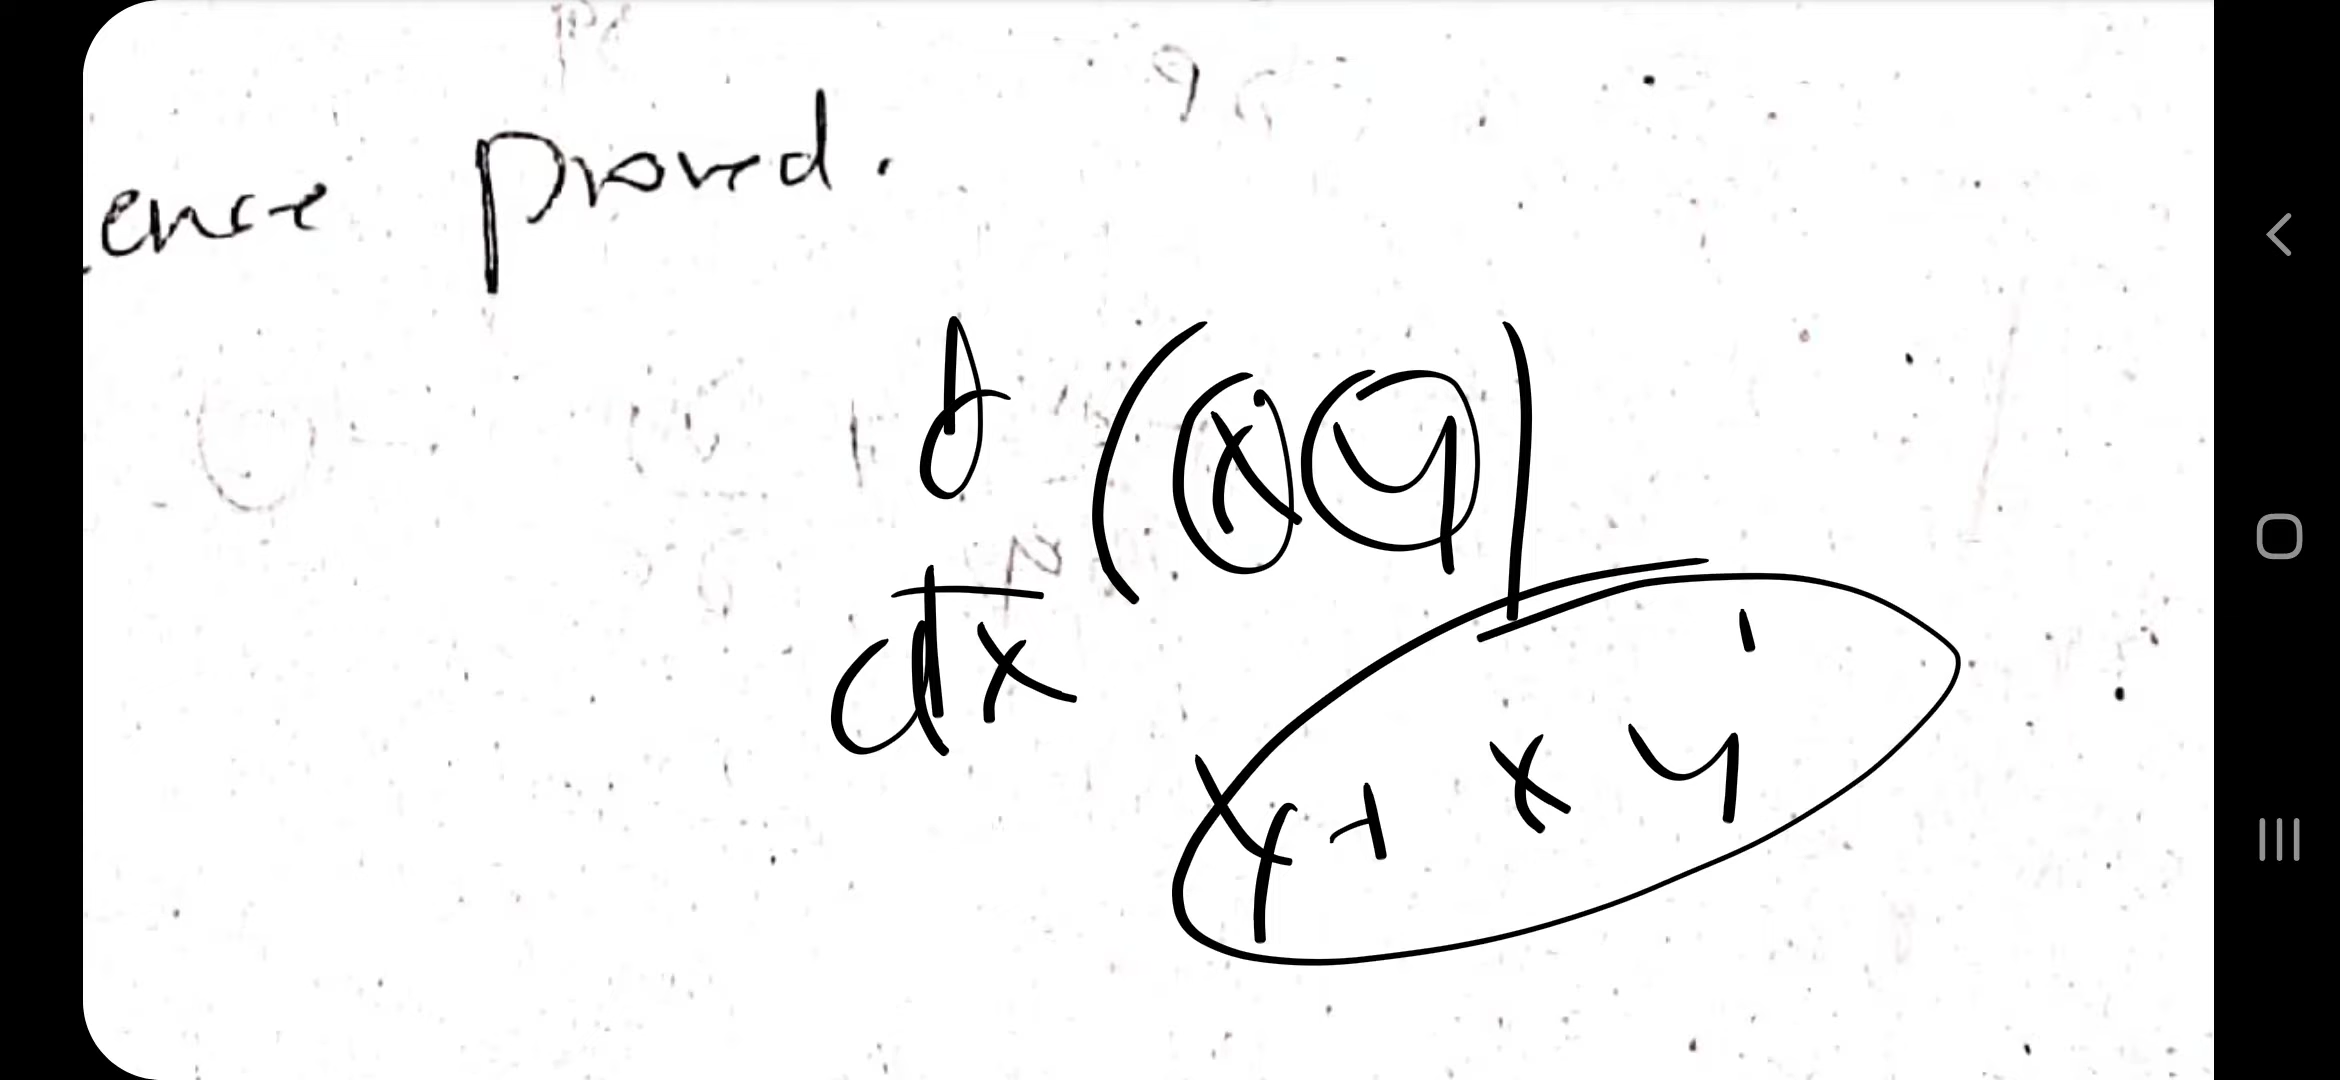 ence proved.
d
dx (xy)
y + xy'